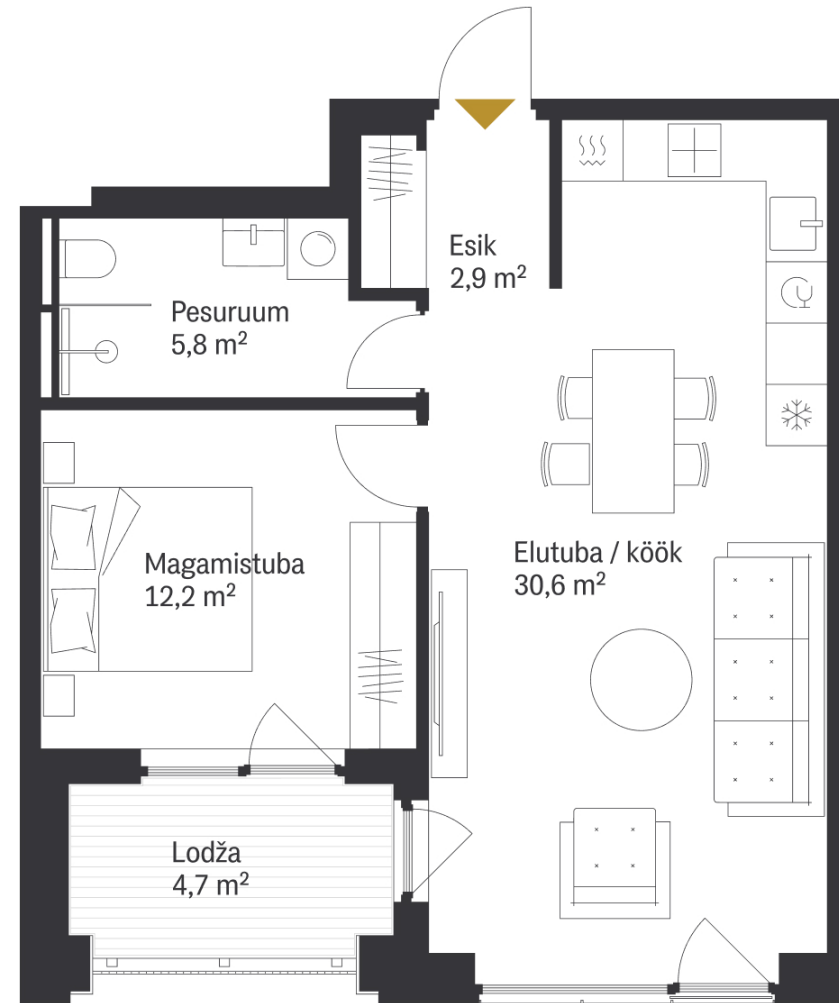 Esik
2,9 m²
Pesuruum
5,8 m²
Elutuba / köök
30,6 m²
Magamistuba
12,2 m²
Lodža
4,7 m²